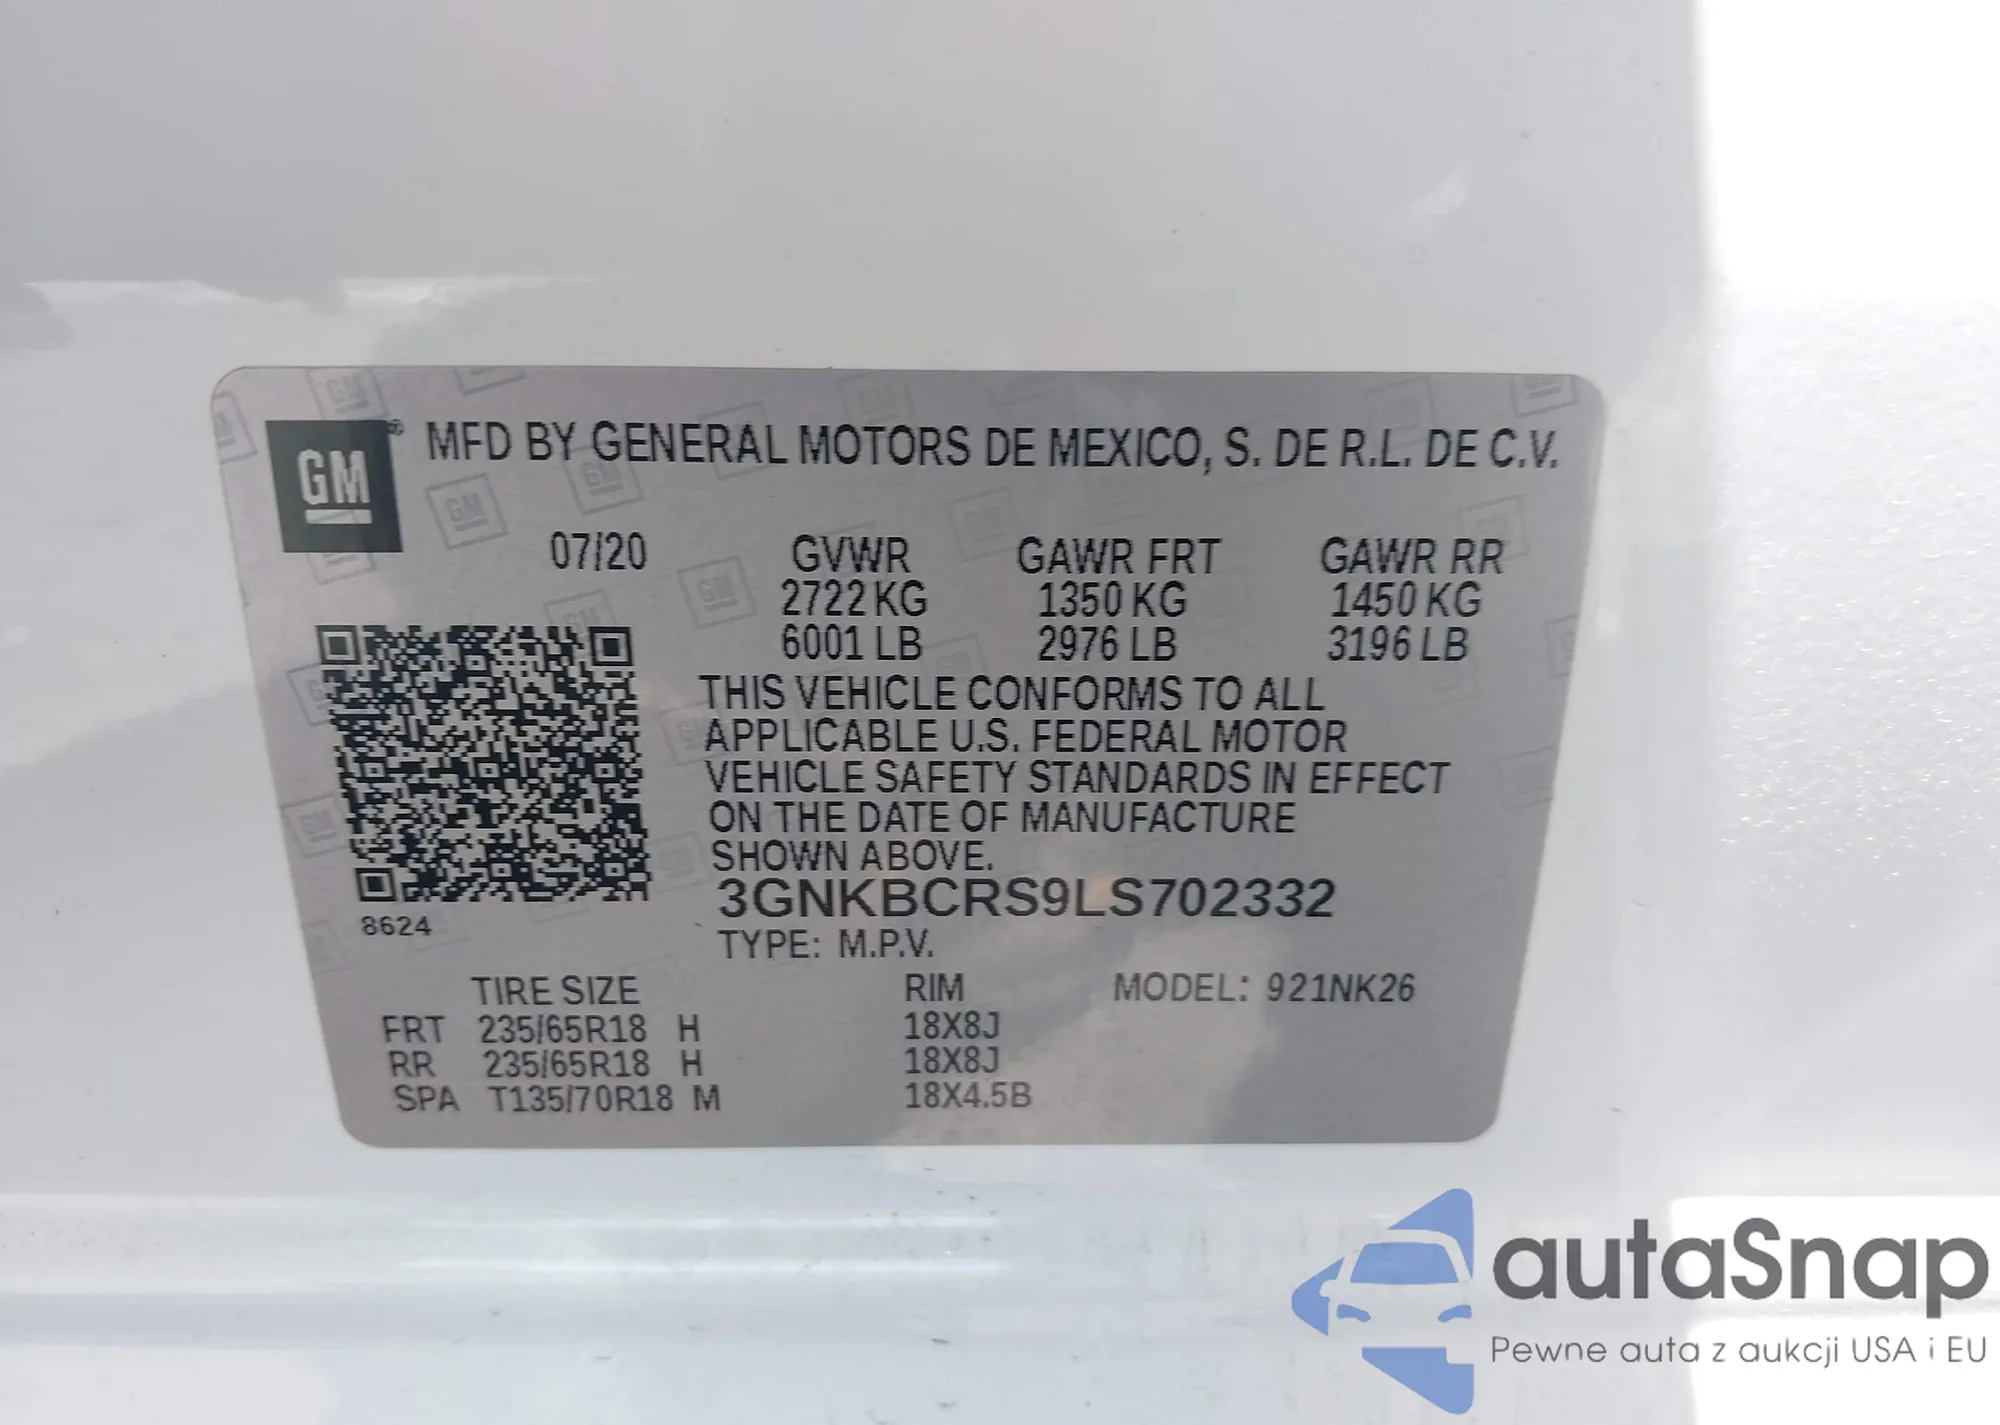 GM® MFD BY GENERAL MOTORS DE MEXICO, S. DE R.L. DE C.V.
07/20 GVWR GAWR FRT GAWR RR
2722 KG 1350 KG 1450 KG
6001 LB 2976 LB 3196 LB
THIS VEHICLE CONFORMS TO ALL
APPLICABLE U.S. FEDERAL MOTOR
VEHICLE SAFETY STANDARDS IN EFFECT
ON THE DATE OF MANUFACTURE
SHOWN ABOVE.
3GNKBCRS9LS702332
8624
TYPE: M.P.V.
TIRE SIZE RIM MODEL: 921NK26
FRT 235/65R18 H 18X8J
RR 235/65R18 H 18X8J
SPA T135/70R18 M 18X4.5B
autaSnap
Pewne auta z aukcji USA i EU